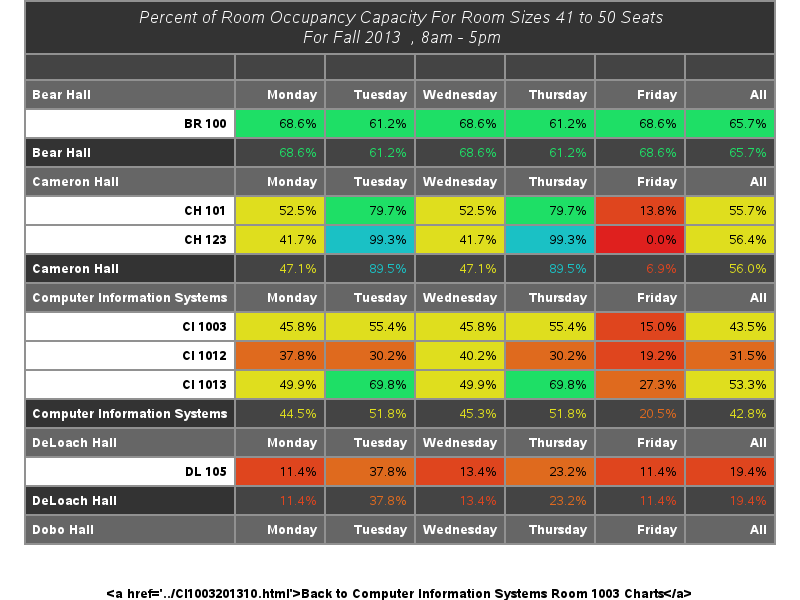 Percent of Room Occupancy Capacity For Room Sizes 41 to 50 Seats
For Fall 2013 , 8am - 5pm
Bear Hall Monday Tuesday Wednesday Thursday Friday All
BR 100 68.6% 61.2% 68.6% 61.2% 68.6% 65.7%
Bear Hall 68.6% 61.2% 68.6% 61.2% 68.6% 65.7%
Cameron Hall Monday Tuesday Wednesday Thursday Friday All
CH 101 52.5% 79.7% 52.5% 79.7% 13.8% 55.7%
CH 123 41.7% 99.3% 41.7% 99.3% 0.0% 56.4%
Cameron Hall 47.1% 89.5% 47.1% 89.5% 6.9% 56.0%
Computer Information Systems Monday Tuesday Wednesday Thursday Friday All
CI 1003 45.8% 55.4% 45.8% 55.4% 15.0% 43.5%
CI 1012 37.8% 30.2% 40.2% 30.2% 19.2% 31.5%
CI 1013 49.9% 69.8% 49.9% 69.8% 27.3% 53.3%
Computer Information Systems 44.5% 51.8% 45.3% 51.8% 20.5% 42.8%
DeLoach Hall Monday Tuesday Wednesday Thursday Friday All
DL 105 11.4% 37.8% 13.4% 23.2% 11.4% 19.4%
DeLoach Hall 11.4% 37.8% 13.4% 23.2% 11.4% 19.4%
Dobo Hall Monday Tuesday Wednesday Thursday Friday All
<a href='../CI1003201310.html'>Back to Computer Information Systems Room 1003 Charts</a>